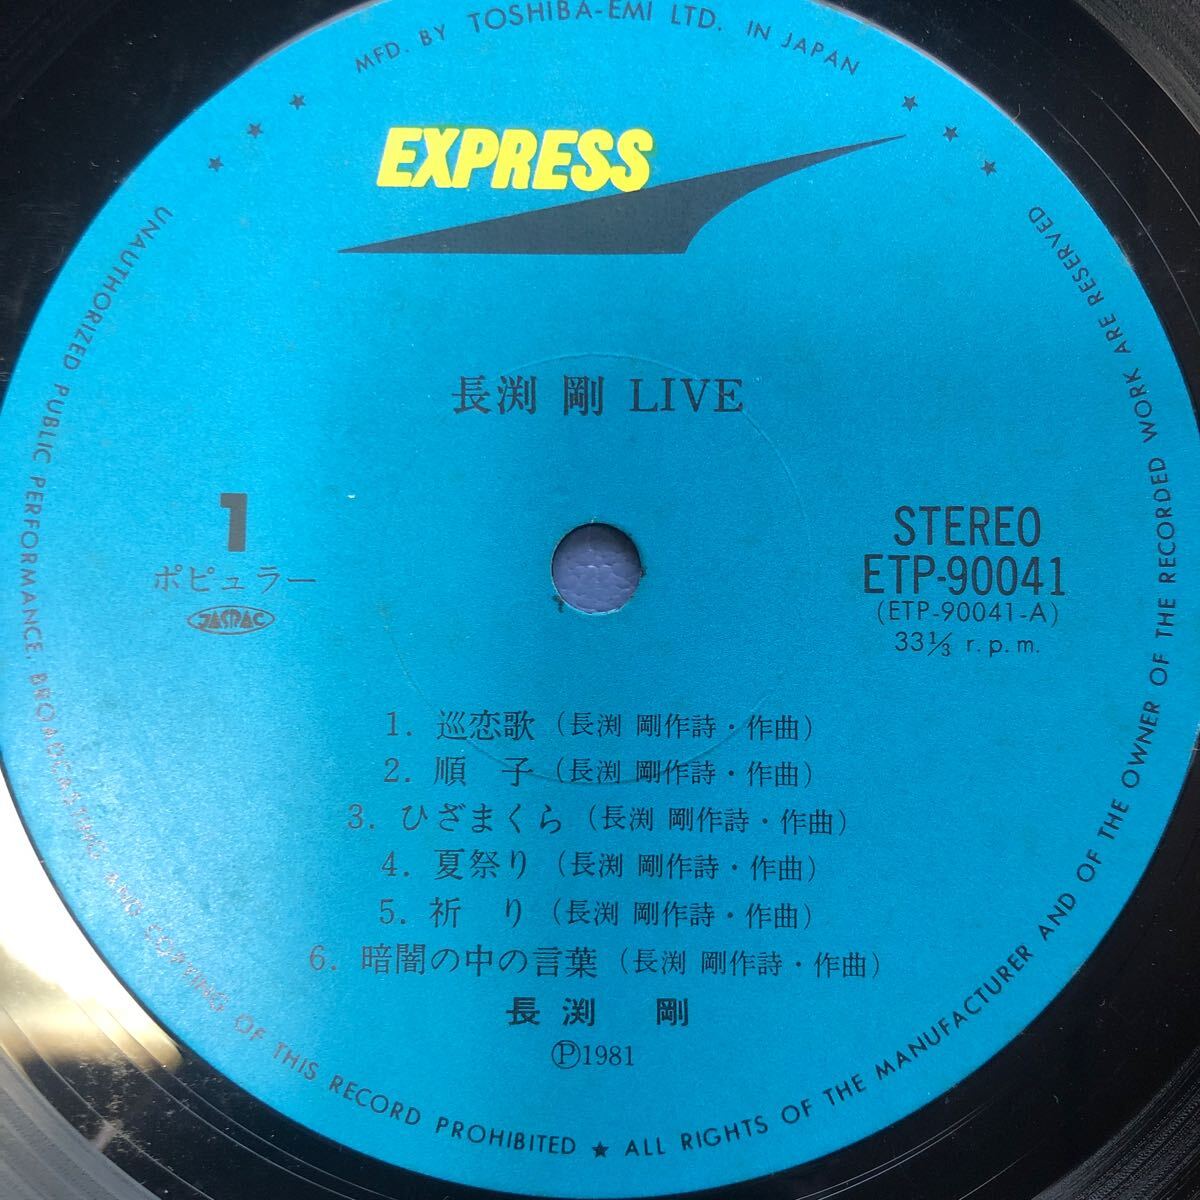 MFD. BY TOSHIBA-EMI LTD. IN JAPAN
EXPRESS
長渕 剛 LIVE
1
ポピュラー
JASRAC
STEREO
ETP-90041
(ETP-90041-A)
33⅓ r.p.m.
1. 巡恋歌 (長渕 剛作詩・作曲)
2. 順 子 (長渕 剛作詩・作曲)
3. ひざまくら (長渕 剛作詩・作曲)
4. 夏祭り (長渕 剛作詩・作曲)
5. 祈 り (長渕 剛作詩・作曲)
6. 暗闇の中の言葉 (長渕 剛作詩・作曲)
長渕 剛
Ⓟ1981
UNAUTHORIZED PUBLIC PERFORMANCE, BROADCASTING AND COPYING OF THIS RECORD PROHIBITED ★ ALL RIGHTS OF THE MANUFACTURER AND OF THE OWNER OF THE RECORDED WORK ARE RESERVED